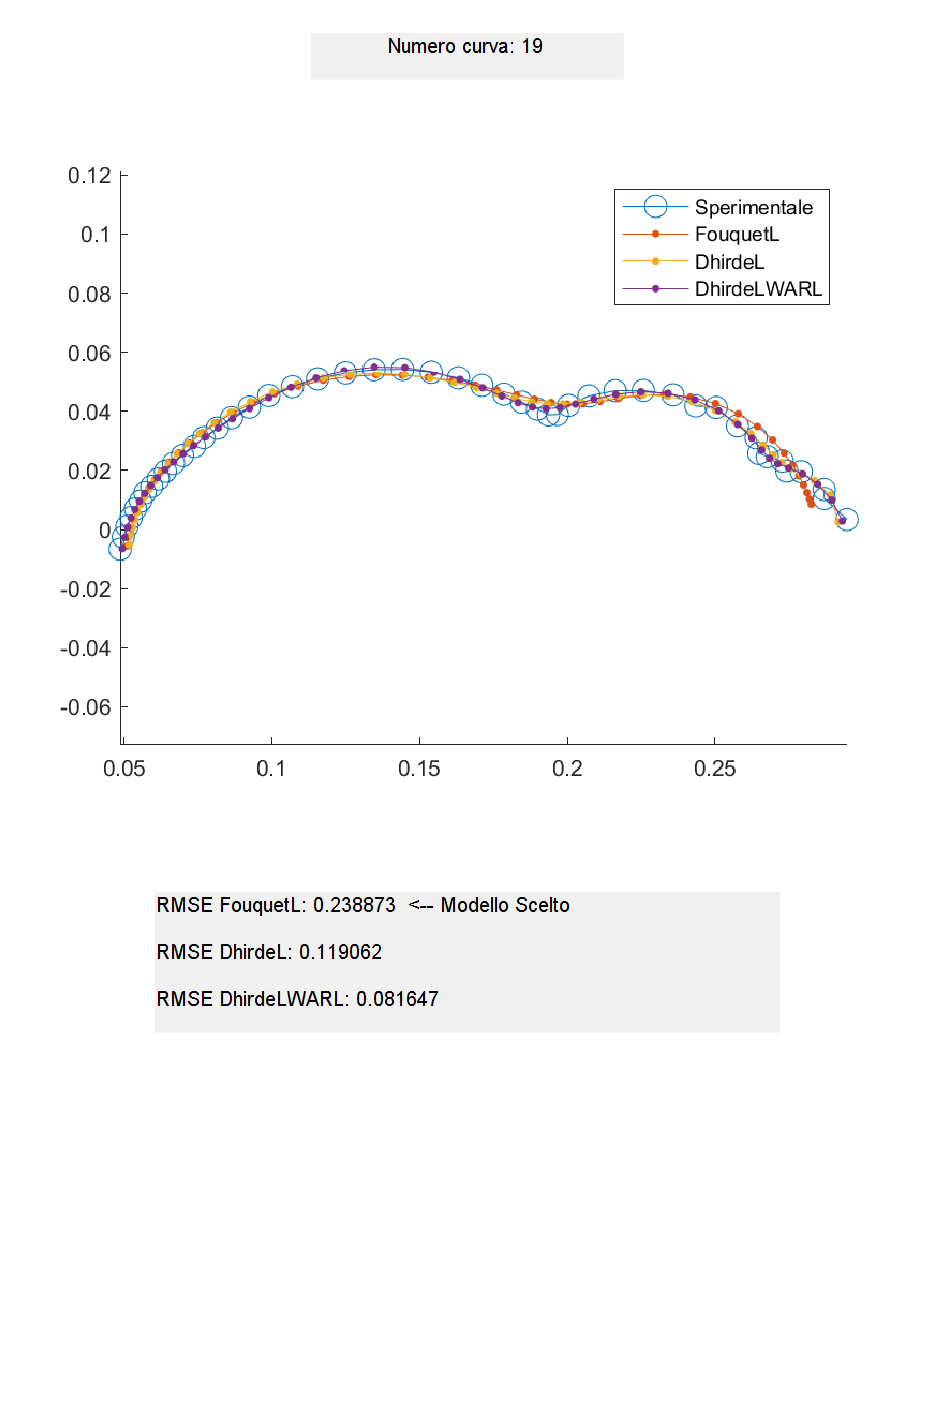 Numero curva: 19
0.12
0.1
0.08
0.06
0.04
0.02
0
-0.02
-0.04
-0.06
Sperimentale
FouquetL
DhirdeL
DhirdeLWARL
0.05 0.1 0.15 0.2 0.25
RMSE FouquetL: 0.238873 <-- Modello Scelto
RMSE DhirdeL: 0.119062
RMSE DhirdeLWARL: 0.081647